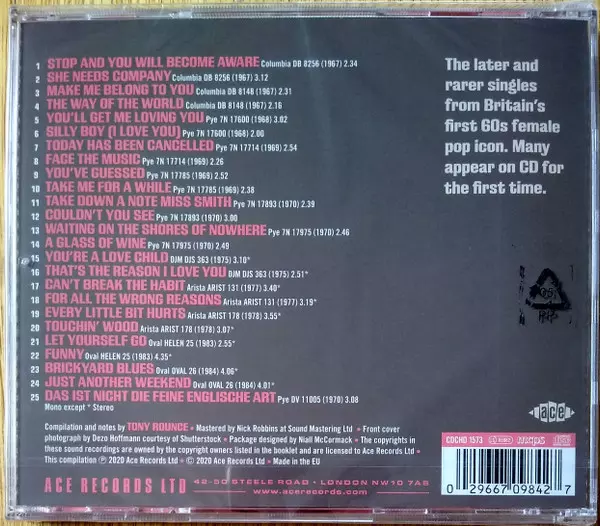 1 STOP AND YOU WILL BECOME AWARE Columbia DB 8256 (1967) 2.34
2 SHE NEEDS COMPANY Columbia DB 8256 (1967) 3.12
3 MAKE ME BELONG TO YOU Columbia DB 8148 (1967) 2.31
4 THE WAY OF THE WORLD Columbia DB 8148 (1967) 2.16
5 YOU'LL GET ME LOVING YOU Pye 7N 17600 (1968) 3.02
6 SILLY BOY (I LOVE YOU) Pye 7N 17600 (1968) 2.00
7 TODAY HAS BEEN CANCELLED Pye 7N 17714 (1969) 2.54
8 FACE THE MUSIC Pye 7N 17714 (1969) 2.26
9 YOU'VE GUESSED Pye 7N 17785 (1969) 2.52
10 TAKE ME FOR A WHILE Pye 7N 17785 (1969) 2.38
11 TAKE DOWN A NOTE MISS SMITH Pye 7N 17893 (1970) 2.39
12 COULDN'T YOU SEE Pye 7N 17893 (1970) 3.00
13 WAITING ON THE SHORES OF NOWHERE Pye 7N 17975 (1970) 2.46
14 A GLASS OF WINE Pye 7N 17975 (1970) 2.49
15 YOU'RE A LOVE CHILD DJM DJS 363 (1975) 3.10*
16 THAT'S THE REASON I LOVE YOU DJM DJS 363 (1975) 2.51*
17 CAN'T BREAK THE HABIT Arista ARIST 131 (1977) 3.40*
18 FOR ALL THE WRONG REASONS Arista ARIST 131 (1977) 3.19*
19 EVERY LITTLE BIT HURTS Arista ARIST 178 (1978) 3.55*
20 TOUCHIN' WOOD Arista ARIST 178 (1978) 3.07*
21 LET YOURSELF GO Oval HELEN 25 (1983) 2.55*
22 FUNNY Oval HELEN 25 (1983) 4.35*
23 BRICKYARD BLUES Oval OVAL 26 (1984) 4.06*
24 JUST ANOTHER WEEKEND Oval OVAL 26 (1984) 4.01*
25 DAS IST NICHT DIE FEINE ENGLISCHE ART Pye DV 11005 (1970) 3.08
Mono except * Stereo
The later and
rarer singles
from Britain's
first 60s female
pop icon. Many
appear on CD for
the first time.
Compilation and notes by TONY ROUNCE • Mastered by Nick Robbins at Sound Mastering Ltd • Front cover
photograph by Dezo Hoffmann courtesy of Shutterstock • Package designed by Niall McCormack • The copyrights in
these sound recordings are owned by the copyright owners listed in the booklet and are licensed to Ace Records Ltd •
This compilation ℗ 2020 Ace Records Ltd • © 2020 Ace Records Ltd • Made in the EU
ACE RECORDS LTD
42-50 STEELE ROAD • LONDON NW10 7AS
www.acerecords.com
ace
CDCHD 1573
mcps
0 29667 09842 7